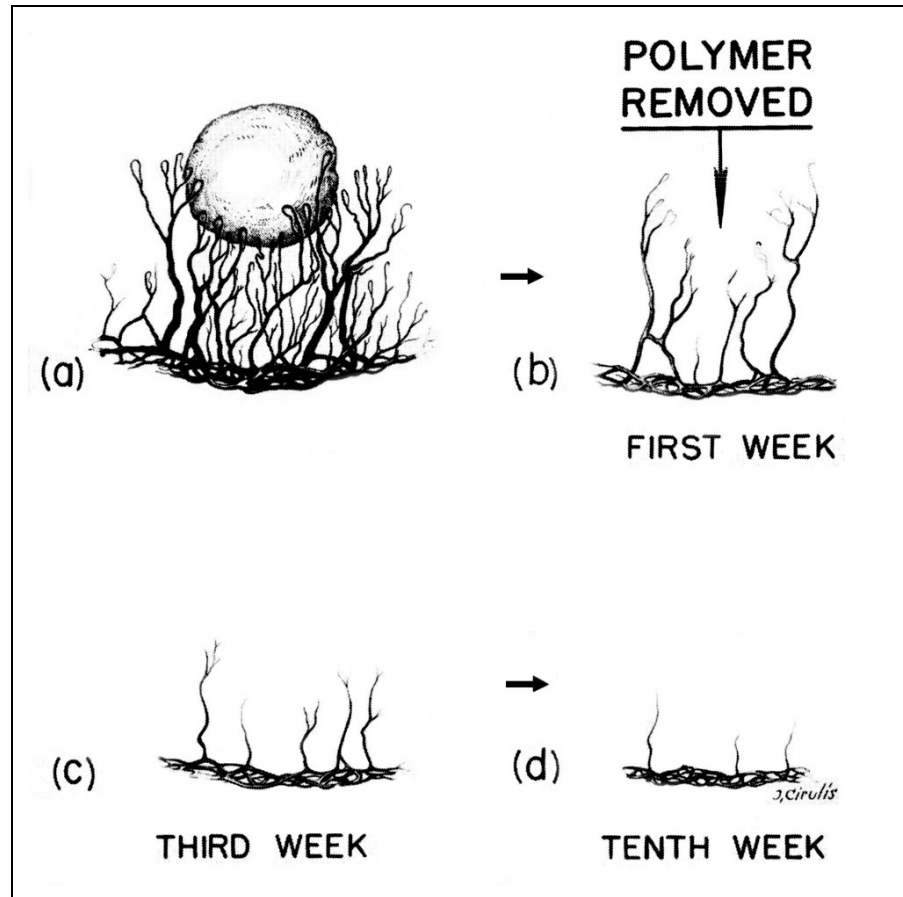 POLYMER
REMOVED
(a)
(b)
FIRST WEEK
(c)
(d)
J. Cirulis
THIRD WEEK
TENTH WEEK